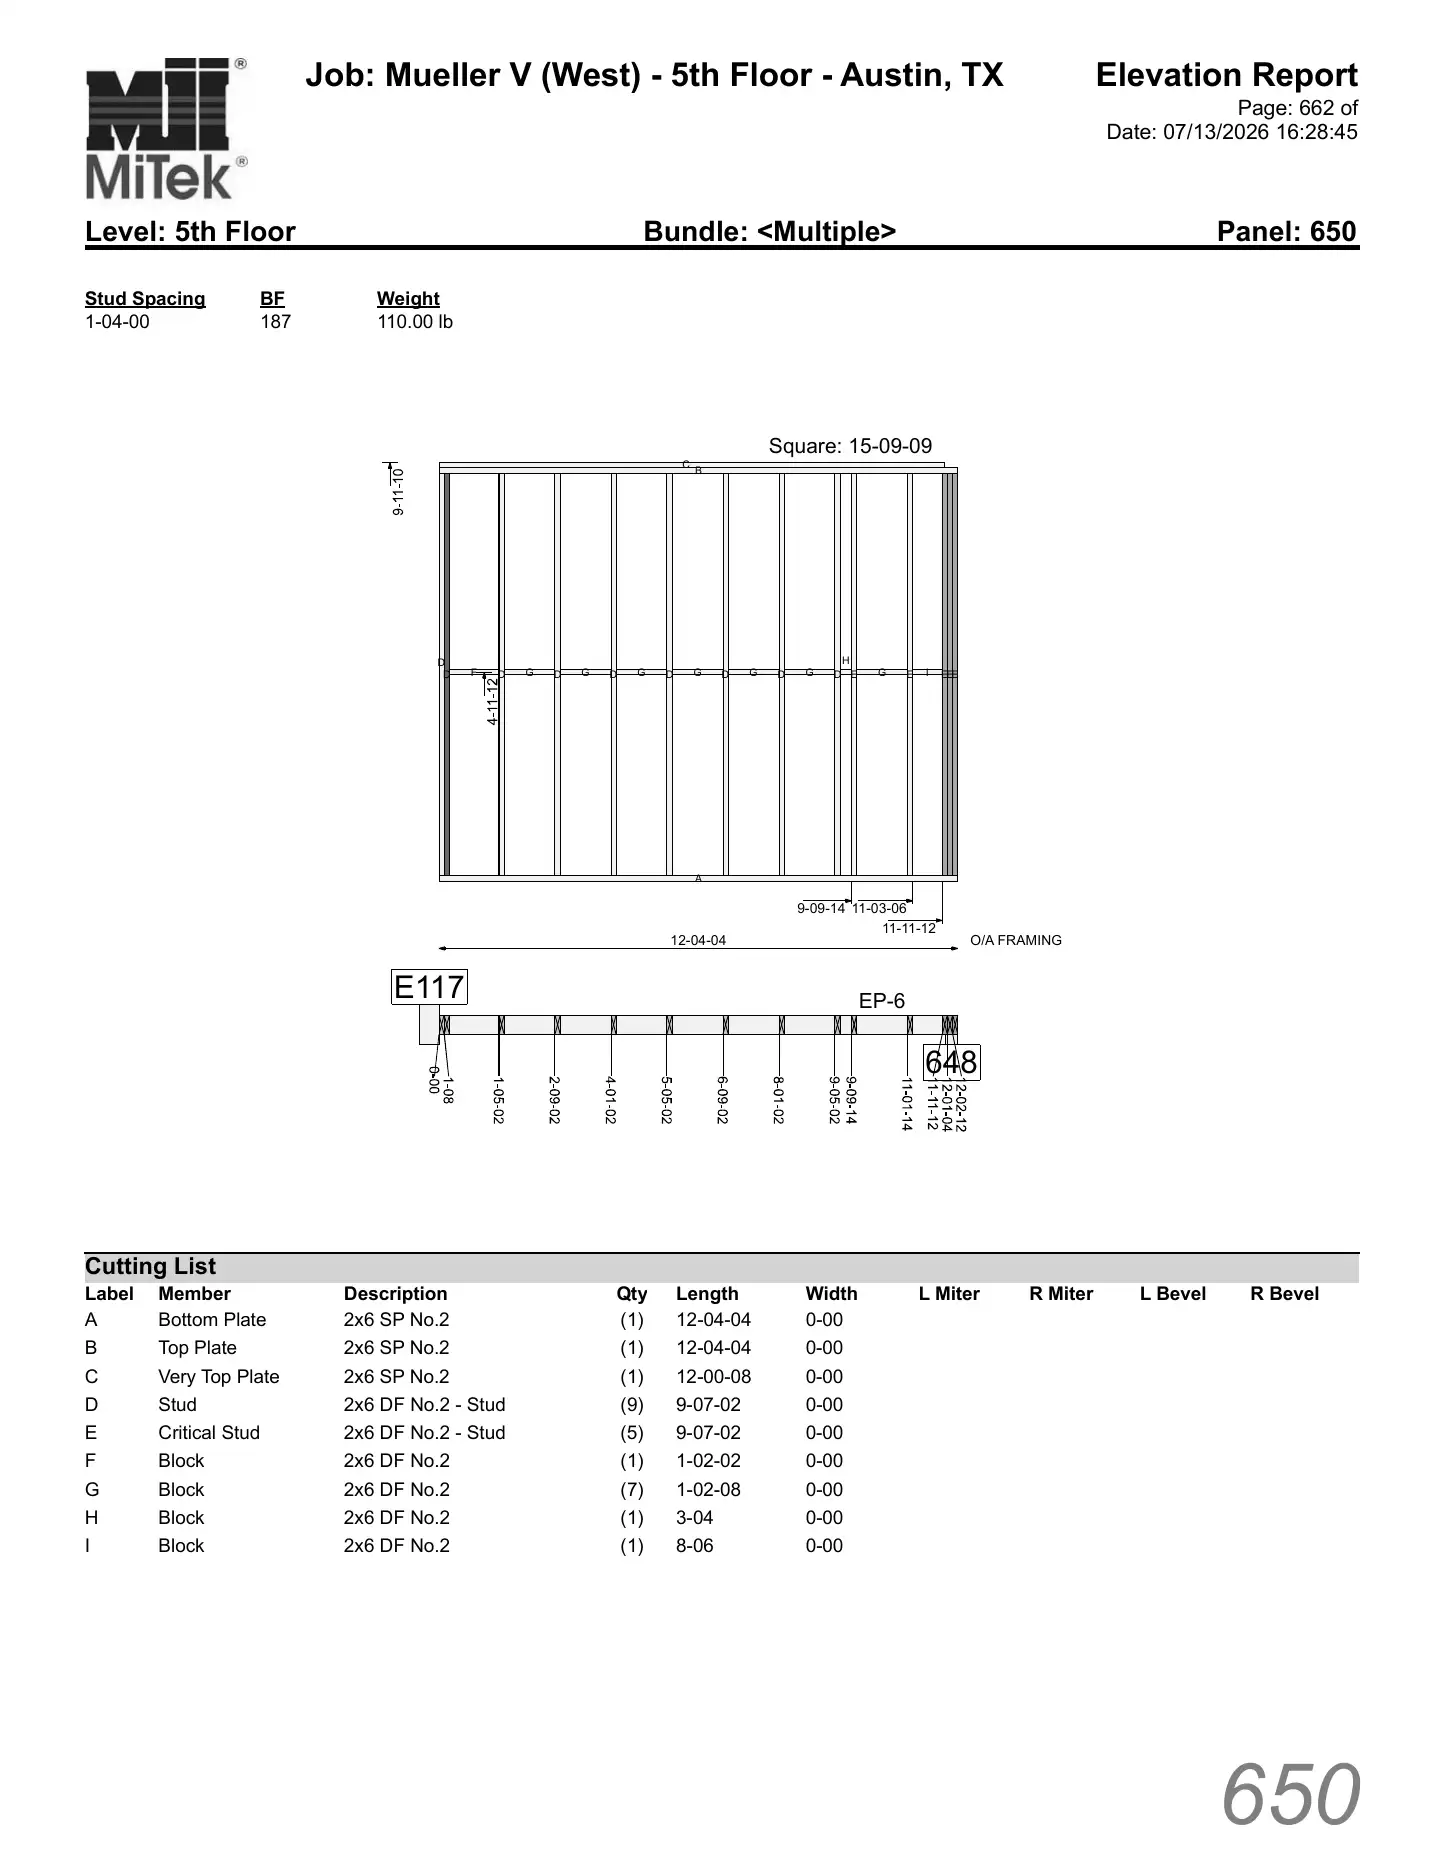 Job: Mueller V (West) - 5th Floor - Austin, TX
Elevation Report
Page: 662 of
Date: 07/13/2026 16:28:45
MiTek®
Level: 5th Floor Bundle: <Multiple> Panel: 650
Stud Spacing BF Weight
1-04-00 187 110.00 lb
Square: 15-09-09
C
B
9-11-10
D H
D F D G D G D G D G D G D G D E G E I E E E
4-11-12
A
9-09-14 11-03-06
11-11-12
12-04-04 O/A FRAMING
E117
EP-6
648
0-00 1-08 1-05-02 2-09-02 4-01-02 5-05-02 6-09-02 8-01-02 9-05-02 9-09-14 11-01-14 11-11-12 12-01-04 12-02-12
Cutting List
Label Member Description Qty Length Width L Miter R Miter L Bevel R Bevel
A Bottom Plate 2x6 SP No.2 (1) 12-04-04 0-00
B Top Plate 2x6 SP No.2 (1) 12-04-04 0-00
C Very Top Plate 2x6 SP No.2 (1) 12-00-08 0-00
D Stud 2x6 DF No.2 - Stud (9) 9-07-02 0-00
E Critical Stud 2x6 DF No.2 - Stud (5) 9-07-02 0-00
F Block 2x6 DF No.2 (1) 1-02-02 0-00
G Block 2x6 DF No.2 (7) 1-02-08 0-00
H Block 2x6 DF No.2 (1) 3-04 0-00
I Block 2x6 DF No.2 (1) 8-06 0-00
650